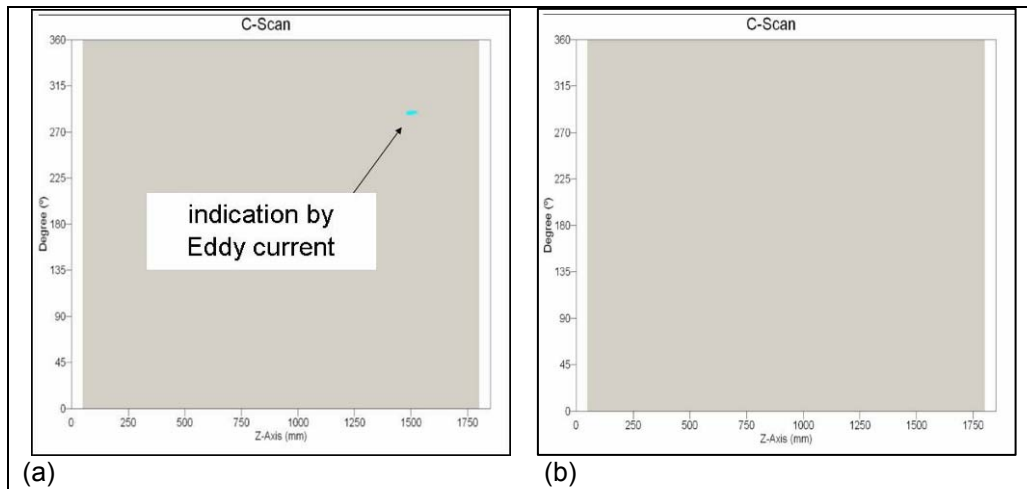 C-Scan
360
315
270
225
180
135
90
45
0
Degree (º)
indication by
Eddy current
0 250 500 750 1000 1250 1500 1750
Z-Axis (mm)
(a)
C-Scan
360
315
270
225
180
135
90
45
0
Degree (º)
0 250 500 750 1000 1250 1500 1750
Z-Axis (mm)
(b)